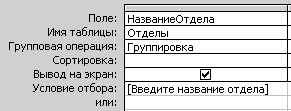 Поле: НазваниеОтдела
Имя таблицы: Отделы
Групповая операция: Группировка
Сортировка:
Вывод на экран:
Условие отбора: [Введите название отдела]
или: